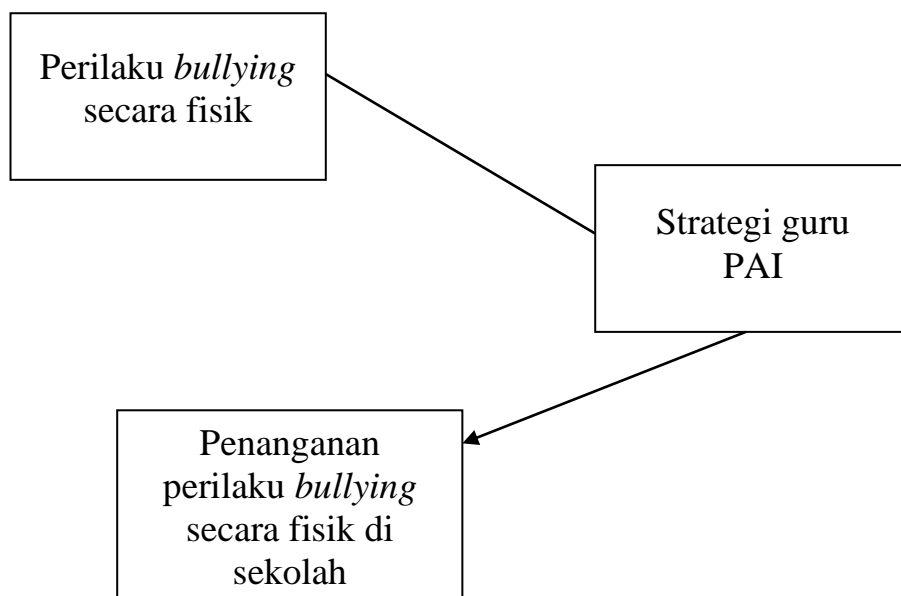 Perilaku bullying
secara fisik
Strategi guru
PAI
Penanganan
perilaku bullying
secara fisik di
sekolah